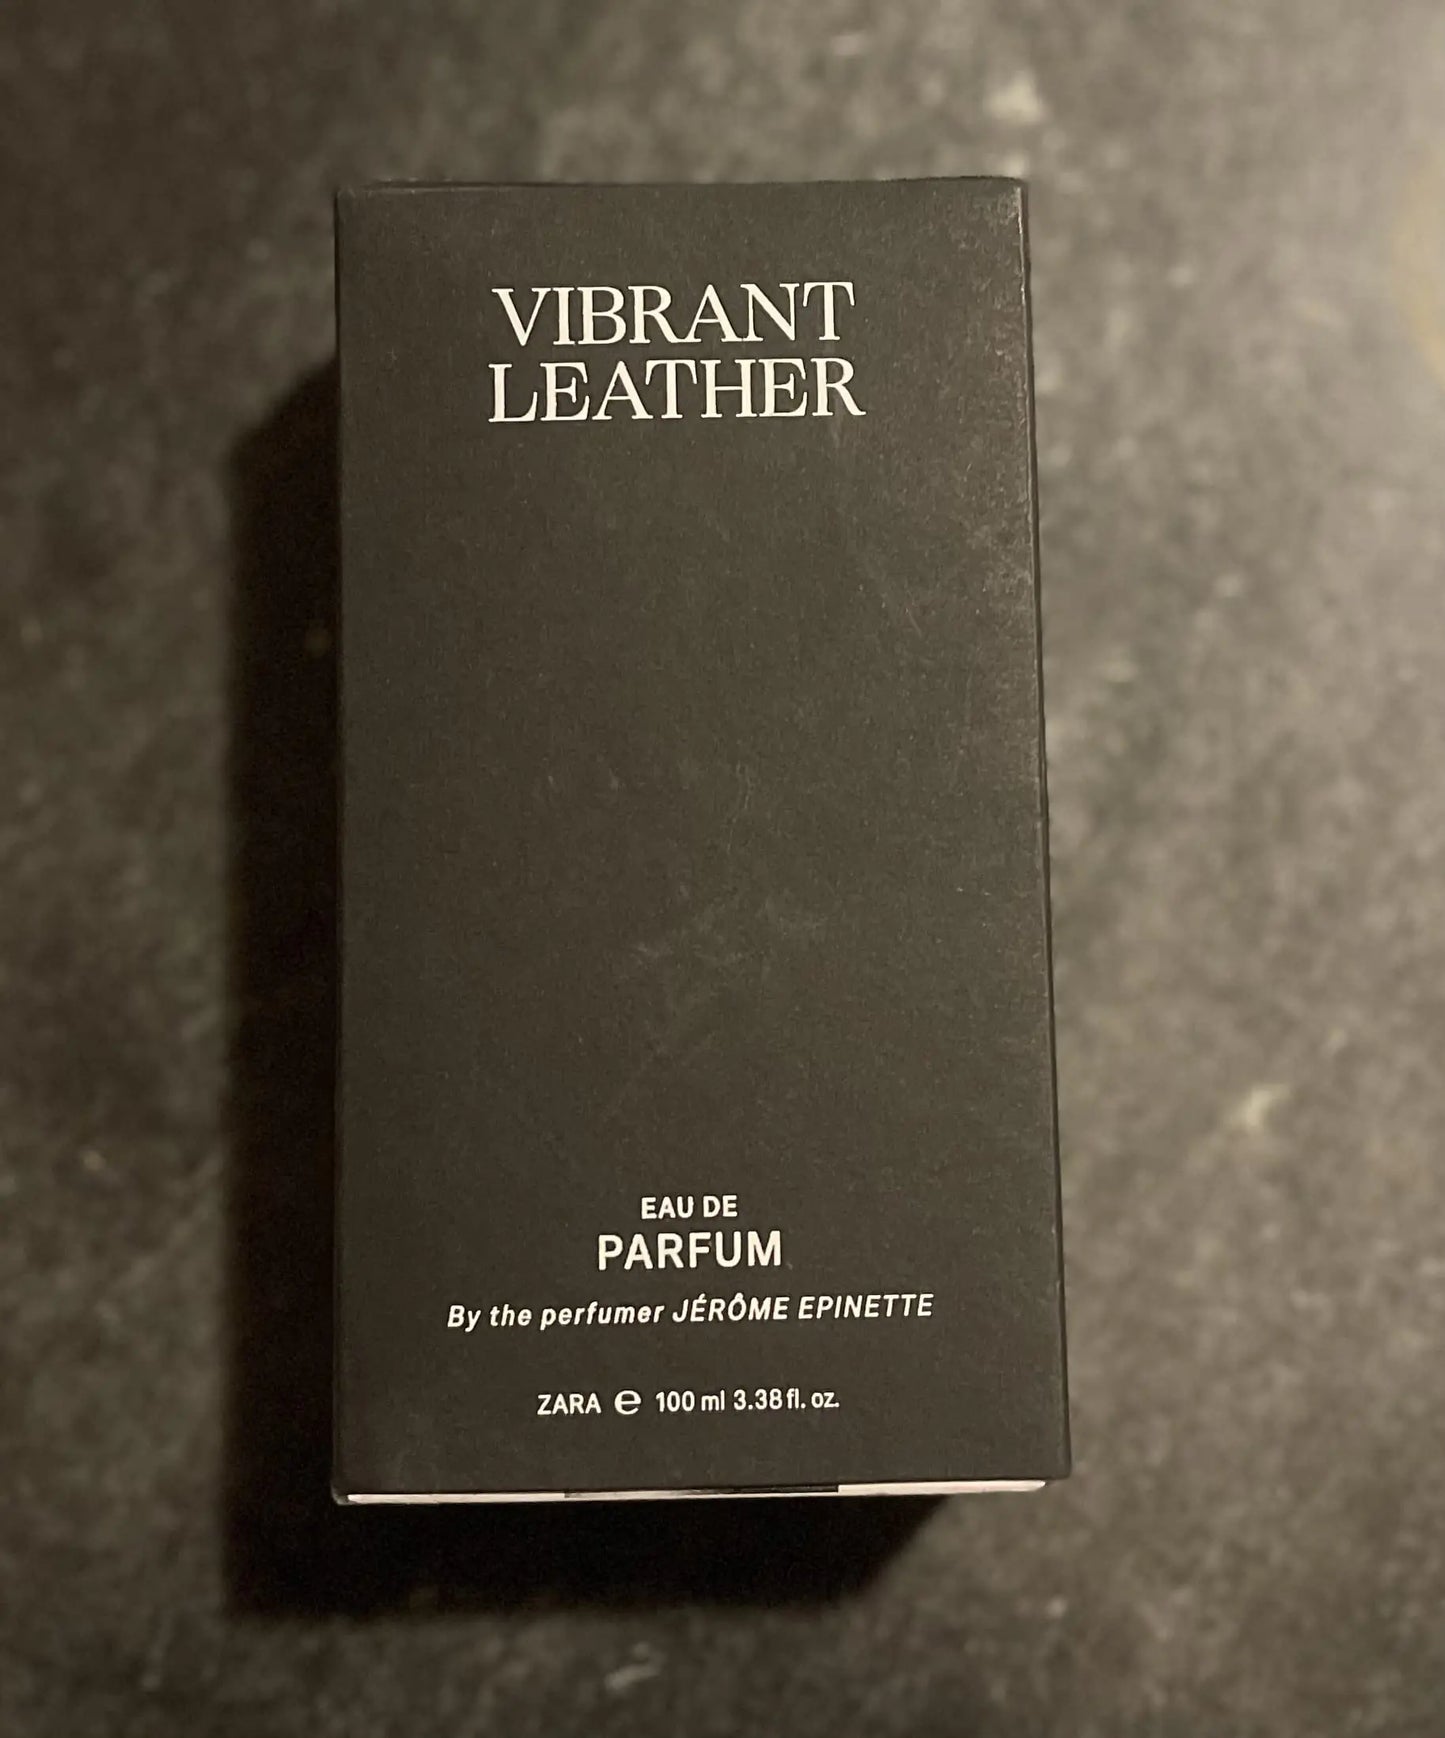 VIBRANT
LEATHER
EAU DE
PARFUM
By the perfumer JÉRÔME EPINETTE
ZARA ℮ 100 ml 3.38 fl. oz.